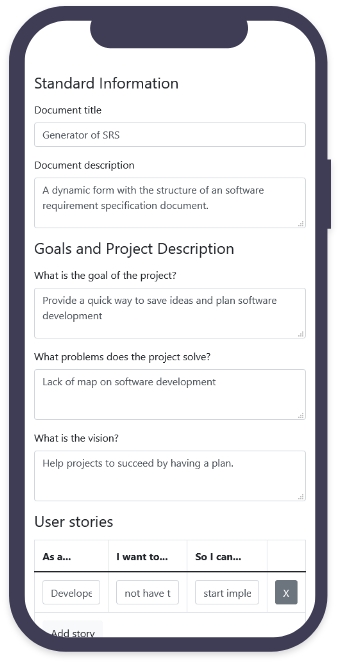 Standard Information
Document title
Generator of SRS
Document description
A dynamic form with the structure of an software
requirement specification document.
Goals and Project Description
What is the goal of the project?
Provide a quick way to save ideas and plan software
development
What problems does the project solve?
Lack of map on software development
What is the vision?
Help projects to succeed by having a plan.
User stories
As a... I want to... So I can...
Develope not have t start imple X
Add story